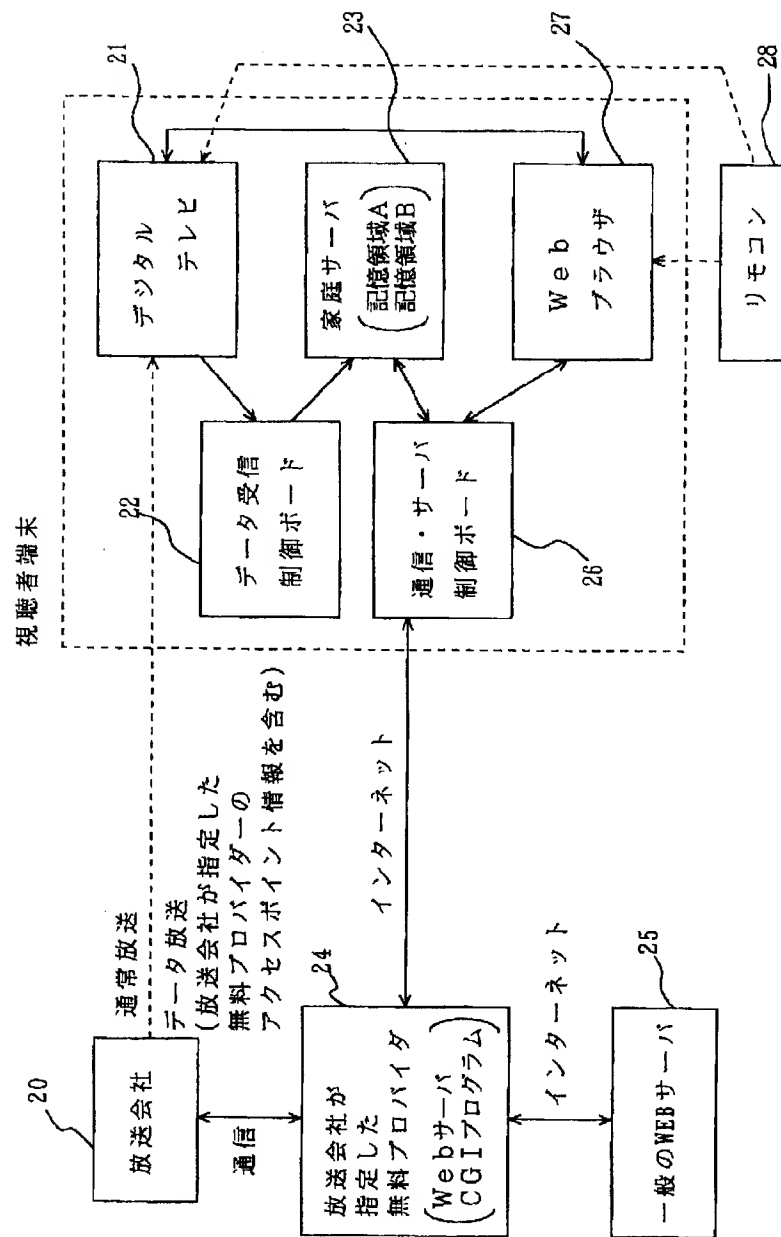 視聴者端末
20
放送会社
通常放送
データ放送
(放送会社が指定した
無料プロバイダーの
アクセスポイント情報を含む)
通信
24
放送会社が
指定した
無料プロバイダ
(Webサーバ
CGIプログラム)
インターネット
インターネット
25
一般のWEBサーバ
21
デジタル
テレビ
22
データ受信
制御ボード
23
家庭サーバ
(記憶領域A
記憶領域B)
通信・サーバ
制御ボード
26
27
Web
ブラウザ
28
リモコン